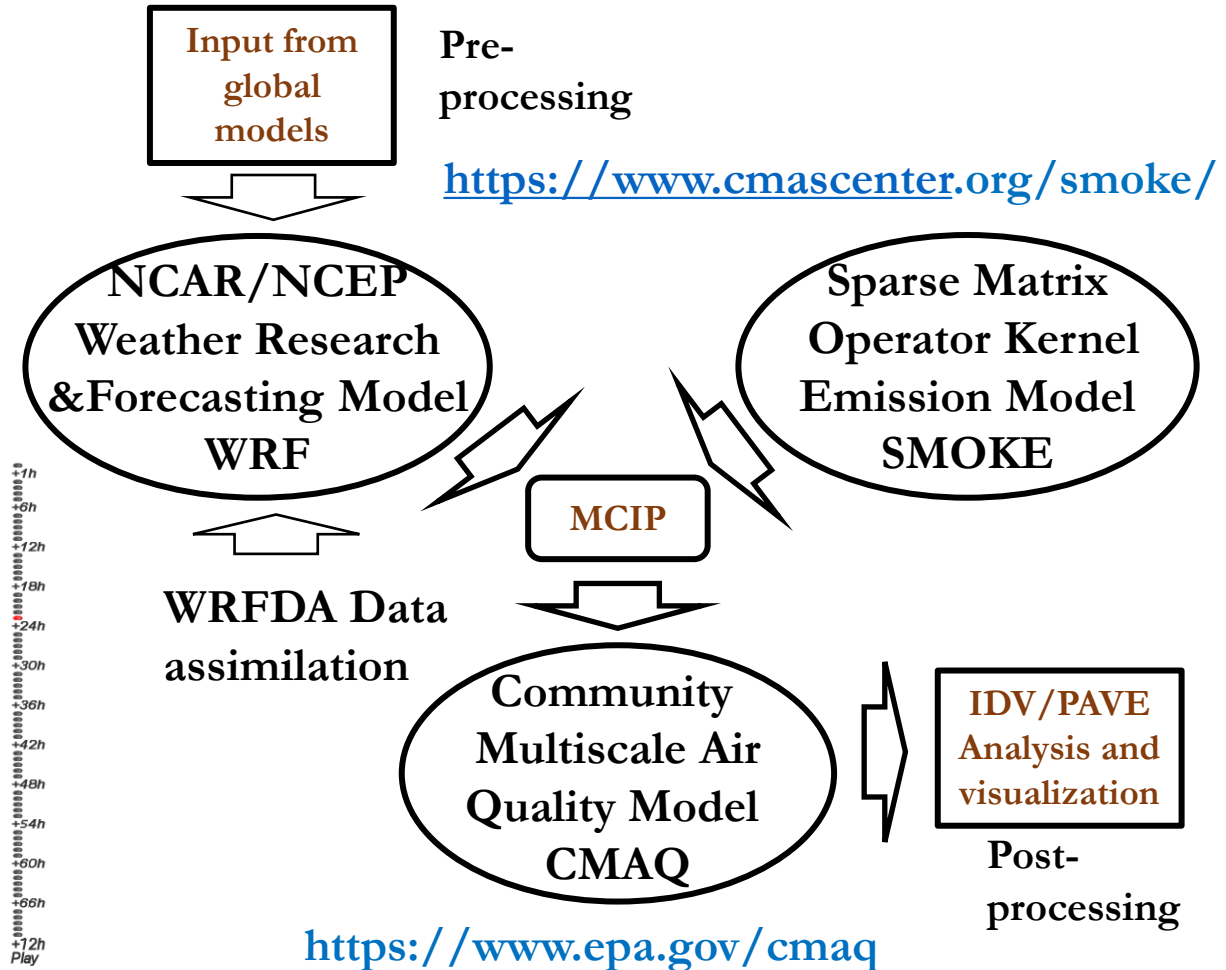 Input from
global
models
Pre-
processing
https://www.cmascenter.org/smoke/
NCAR/NCEP
Weather Research
&Forecasting Model
WRF
Sparse Matrix
Operator Kernel
Emission Model
SMOKE
MCIP
WRFDA Data
assimilation
Community
Multiscale Air
Quality Model
CMAQ
IDV/PAVE
Analysis and
visualization
Post-
processing
https://www.epa.gov/cmaq
+1h
+6h
+12h
+18h
+24h
+30h
+36h
+42h
+48h
+54h
+60h
+66h
+12h
Play